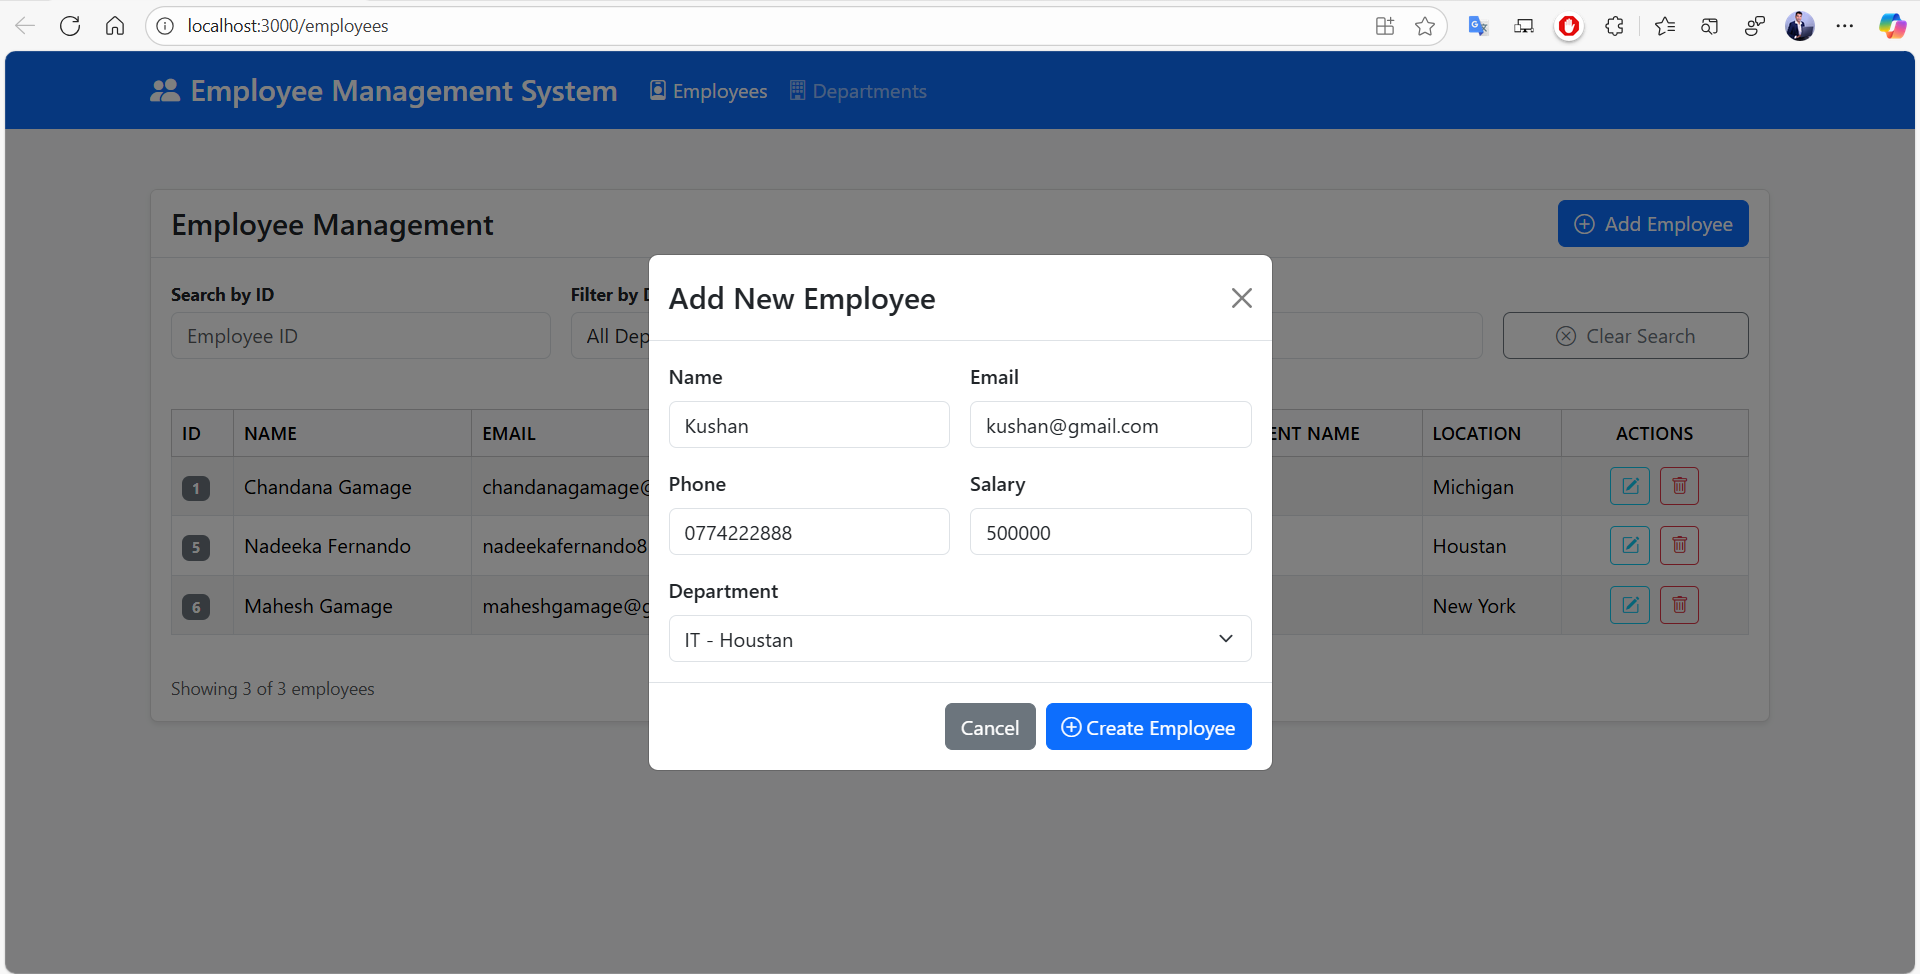 localhost:3000/employees
Employee Management System Employees Departments
Employee Management Add Employee
Search by ID Filter by
Employee ID All Dep Clear Search
Add New Employee
Name Email
Kushan kushan@gmail.com
Phone Salary
0774222888 500000
Department
IT - Houstan
Cancel Create Employee
ID NAME EMAIL ENT NAME LOCATION ACTIONS
1 Chandana Gamage chandanagamage@ Michigan
5 Nadeeka Fernando nadeekafernando8 Houstan
6 Mahesh Gamage maheshgamage@g New York
Showing 3 of 3 employees